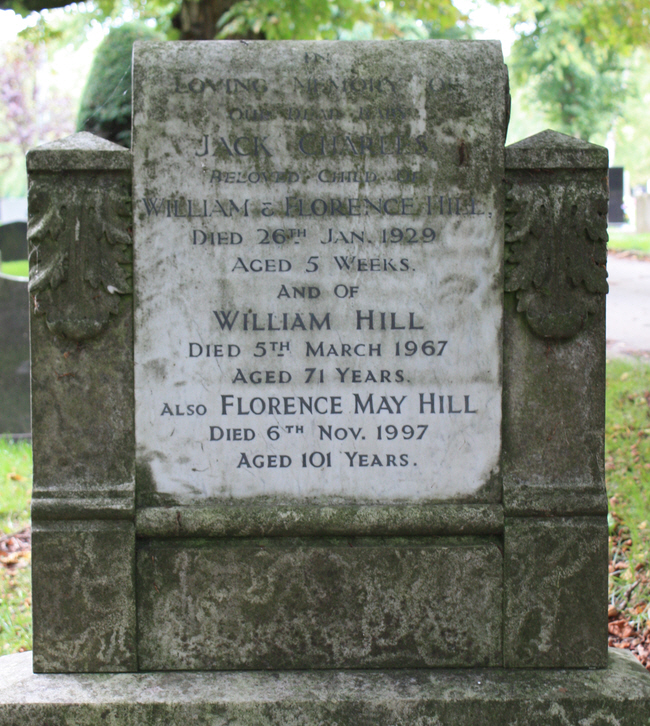 IN
LOVING MEMORY OF
OUR DEAR
JACK CHARLES
BELOVED CHILD OF
WILLIAM & FLORENCE HILL,
DIED 26TH JAN. 1929
AGED 5 WEEKS.
AND OF
WILLIAM HILL
DIED 5TH MARCH 1967
AGED 71 YEARS.
ALSO FLORENCE MAY HILL
DIED 6TH NOV. 1997
AGED 101 YEARS.